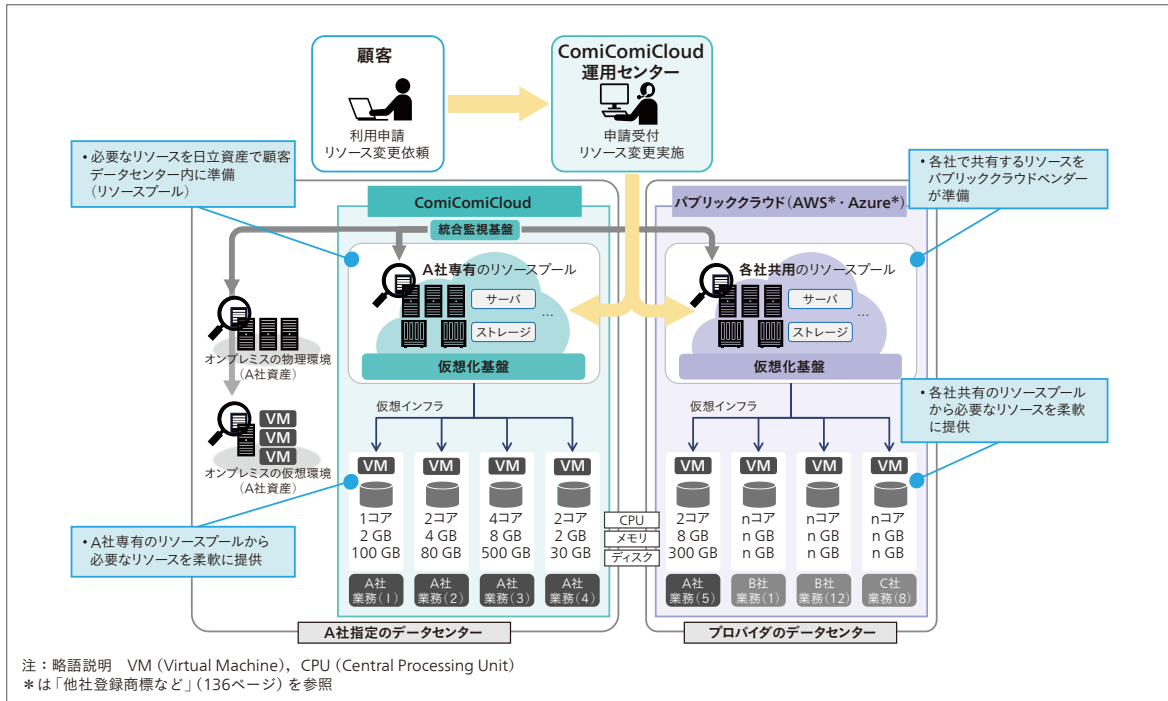 顧客
利用申請
リソース変更依頼
ComiComiCloud
運用センター
申請受付
リソース変更実施
• 必要なリソースを日立資産で顧客
データセンター内に準備
(リソースプール)
• 各社で共有するリソースを
パブリッククラウドベンダー
が準備
ComiComiCloud
パブリッククラウド(AWS*・Azure*)
統合監視基盤
A社専有のリソースプール
サーバ
...
ストレージ
仮想化基盤
各社共用のリソースプール
サーバ
...
ストレージ
仮想化基盤
オンプレミスの物理環境
(A社資産)
VM
VM
VM
オンプレミスの仮想環境
(A社資産)
仮想インフラ
仮想インフラ
• 各社共有のリソースプール
から必要なリソースを柔軟
に提供
• A社専有のリソースプールから
必要なリソースを柔軟に提供
VM
1コア
2 GB
100 GB
A社
業務(1)
VM
2コア
4 GB
80 GB
A社
業務(2)
VM
4コア
8 GB
500 GB
A社
業務(3)
VM
2コア
2 GB
30 GB
A社
業務(4)
CPU
メモリ
ディスク
VM
2コア
8 GB
300 GB
A社
業務(5)
VM
nコア
n GB
n GB
B社
業務(1)
VM
nコア
n GB
n GB
B社
業務(12)
VM
nコア
n GB
n GB
C社
業務(8)
A社指定のデータセンター
プロバイダのデータセンター
注:略語説明 VM(Virtual Machine),CPU(Central Processing Unit)
*は「他社登録商標など」(136ページ)を参照